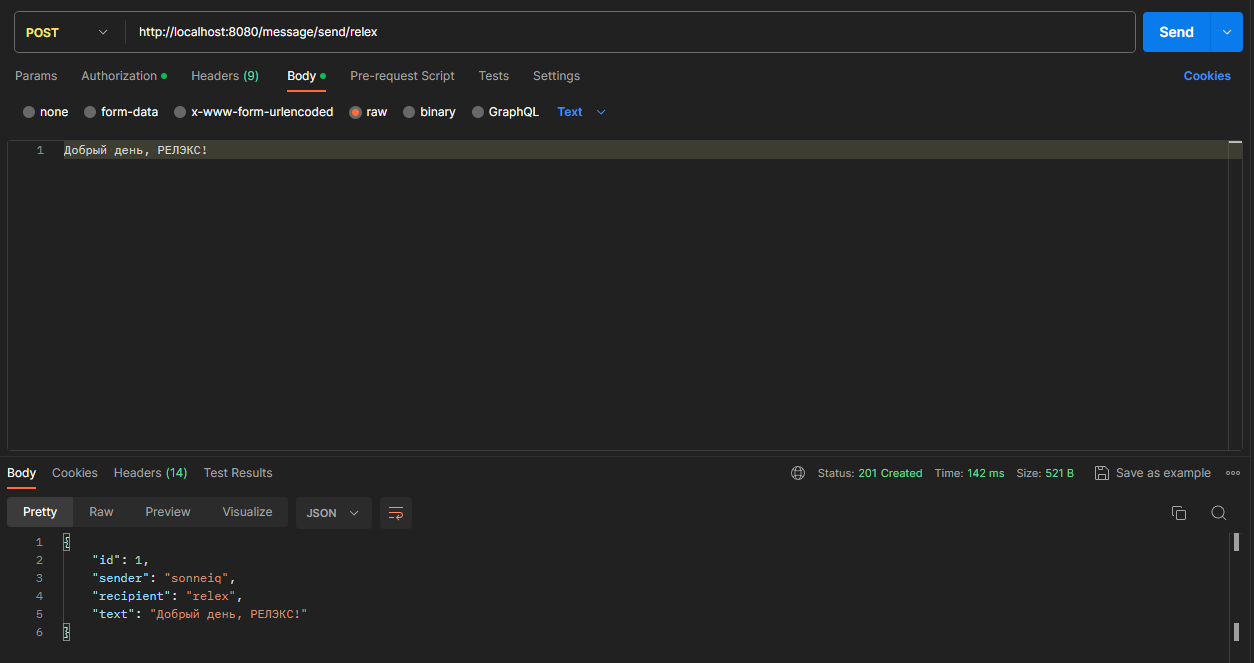 POST http://localhost:8080/message/send/relex Send
Params Authorization Headers (9) Body Pre-request Script Tests Settings Cookies
none form-data x-www-form-urlencoded raw binary GraphQL Text
1 Добрый день, РЕЛЭКС!
Body Cookies Headers (14) Test Results Status: 201 Created Time: 142 ms Size: 521 B Save as example
Pretty Raw Preview Visualize JSON
1 {
2 "id": 1,
3 "sender": "sonneiq",
4 "recipient": "relex",
5 "text": "Добрый день, РЕЛЭКС!"
6 }